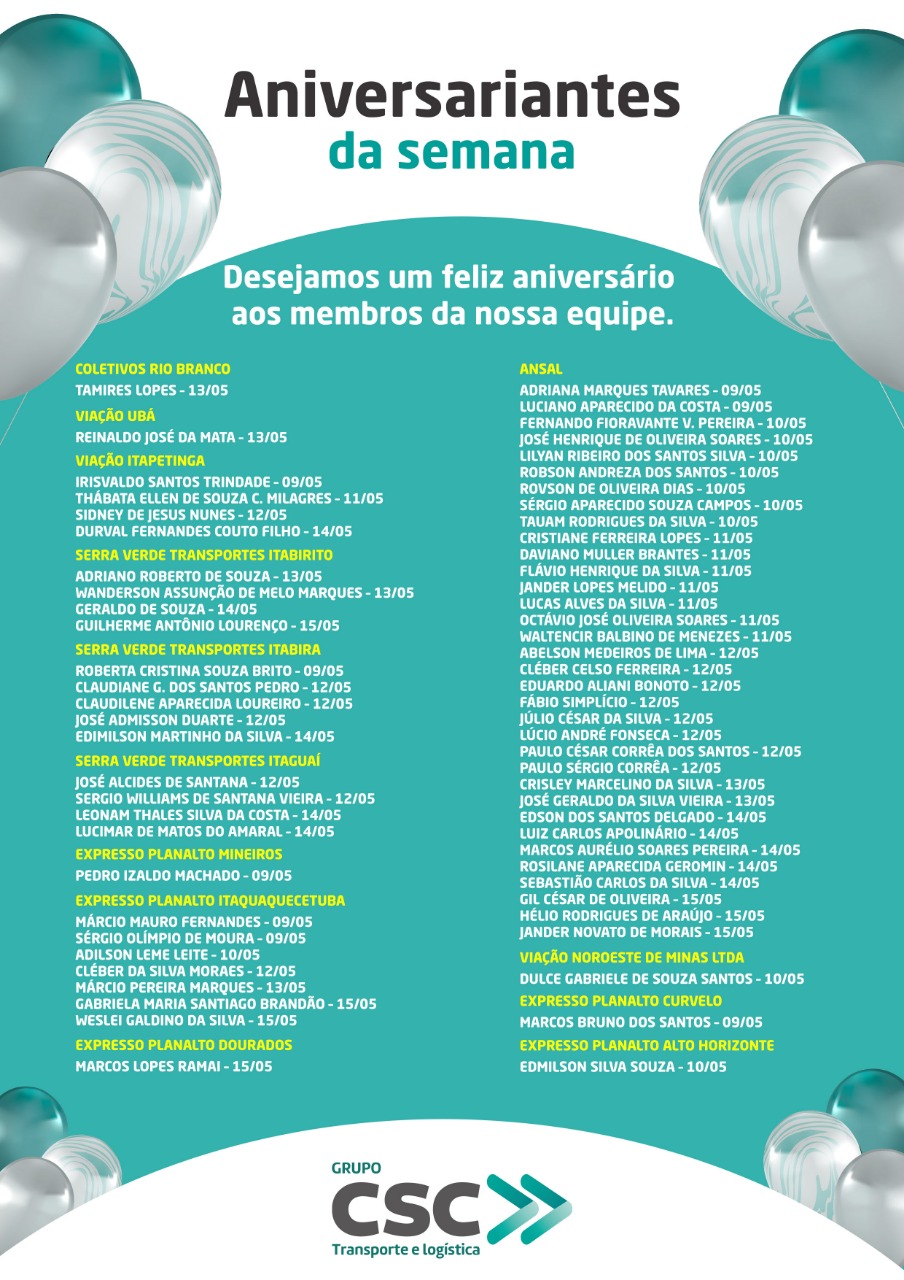 Aniversariantes
da semana
Desejamos um feliz aniversário
aos membros da nossa equipe.
COLETIVOS RIO BRANCO
TAMIRES LOPES - 13/05
VIAÇÃO UBÁ
REINALDO JOSÉ DA MATA - 13/05
VIAÇÃO ITAPETINGA
IRISVALDO SANTOS TRINDADE - 09/05
THÁBATA ELLEN DE SOUZA C. MILAGRES - 11/05
SIDNEY DE JESUS NUNES - 12/05
DURVAL FERNANDES COUTO FILHO - 14/05
SERRA VERDE TRANSPORTES ITABIRITO
ADRIANO ROBERTO DE SOUZA - 13/05
WANDERSON ASSUNÇÃO DE MELO MARQUES - 13/05
GERALDO DE SOUZA - 14/05
GUILHERME ANTÔNIO LOURENÇO - 15/05
SERRA VERDE TRANSPORTES ITABIRA
ROBERTA CRISTINA SOUZA BRITO - 09/05
CLAUDIANE G. DOS SANTOS PEDRO - 12/05
CLAUDILENE APARECIDA LOUREIRO - 12/05
JOSÉ ADMISSON DUARTE - 12/05
EDIMILSON MARTINHO DA SILVA - 14/05
SERRA VERDE TRANSPORTES ITAGUAÍ
JOSÉ ALCIDES DE SANTANA - 12/05
SERGIO WILLIAMS DE SANTANA VIEIRA - 12/05
LEONAM THALES SILVA DA COSTA - 14/05
LUCIMAR DE MATOS DO AMARAL - 14/05
EXPRESSO PLANALTO MINEIROS
PEDRO IZALDO MACHADO - 09/05
EXPRESSO PLANALTO ITAQUAQUECETUBA
MÁRCIO MAURO FERNANDES - 09/05
SÉRGIO OLÍMPIO DE MOURA - 09/05
ADILSON LEME LEITE - 10/05
CLÉBER DA SILVA MORAES - 12/05
MÁRCIO PEREIRA MARQUES - 13/05
GABRIELA MARIA SANTIAGO BRANDÃO - 15/05
WESLEI GALDINO DA SILVA - 15/05
EXPRESSO PLANALTO DOURADOS
MARCOS LOPES RAMAI - 15/05
ANSAL
ADRIANA MARQUES TAVARES - 09/05
LUCIANO APARECIDO DA COSTA - 09/05
FERNANDO FIORAVANTE V. PEREIRA - 10/05
JOSÉ HENRIQUE DE OLIVEIRA SOARES - 10/05
LILYAN RIBEIRO DOS SANTOS SILVA - 10/05
ROBSON ANDREZA DOS SANTOS - 10/05
ROVSON DE OLIVEIRA DIAS - 10/05
SÉRGIO APARECIDO SOUZA CAMPOS - 10/05
TAUAM RODRIGUES DA SILVA - 10/05
CRISTIANE FERREIRA LOPES - 11/05
DAVIANO MULLER BRANTES - 11/05
FLÁVIO HENRIQUE DA SILVA - 11/05
JANDER LOPES MELIDO - 11/05
LUCAS ALVES DA SILVA - 11/05
OCTÁVIO JOSÉ OLIVEIRA SOARES - 11/05
WALTENCIR BALBINO DE MENEZES - 11/05
ABELSON MEDEIROS DE LIMA - 12/05
CLÉBER CELSO FERREIRA - 12/05
EDUARDO ALIANI BONOTO - 12/05
FÁBIO SIMPLÍCIO - 12/05
JÚLIO CÉSAR DA SILVA - 12/05
LÚCIO ANDRÉ FONSECA - 12/05
PAULO CÉSAR CORRÊA DOS SANTOS - 12/05
PAULO SÉRGIO CORRÊA - 12/05
CRISLEY MARCELINO DA SILVA - 13/05
JOSÉ GERALDO DA SILVA VIEIRA - 13/05
EDSON DOS SANTOS DELGADO - 14/05
LUIZ CARLOS APOLINÁRIO - 14/05
MARCOS AURÉLIO SOARES PEREIRA - 14/05
ROSILANE APARECIDA GEROMIN - 14/05
SEBASTIÃO CARLOS DA SILVA - 14/05
GIL CÉSAR DE OLIVEIRA - 15/05
HÉLIO RODRIGUES DE ARAÚJO - 15/05
JANDER NOVATO DE MORAIS - 15/05
VIAÇÃO NOROESTE DE MINAS LTDA
DULCE GABRIELE DE SOUZA SANTOS - 10/05
EXPRESSO PLANALTO CURVELO
MARCOS BRUNO DOS SANTOS - 09/05
EXPRESSO PLANALTO ALTO HORIZONTE
EDMILSON SILVA SOUZA - 10/05
GRUPO
CSC
Transporte e logística